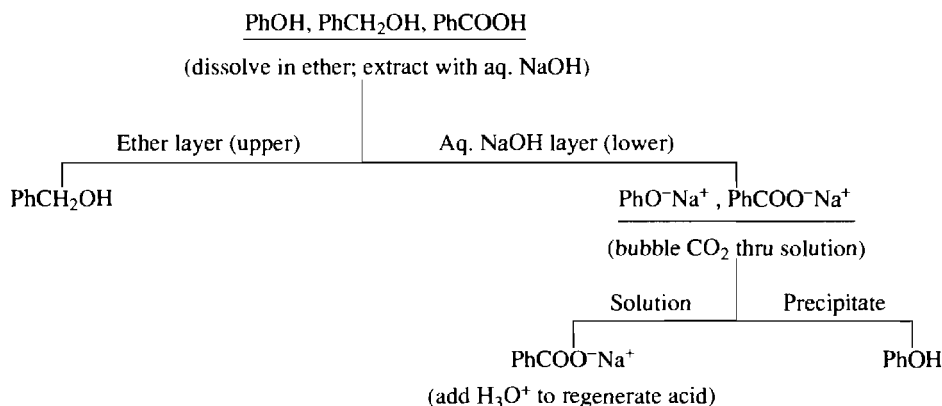 PhOH, PhCH₂OH, PhCOOH
(dissolve in ether; extract with aq. NaOH)
Ether layer (upper) Aq. NaOH layer (lower)
PhCH₂OH PhO⁻Na⁺ , PhCOO⁻Na⁺
(bubble CO₂ thru solution)
Solution Precipitate
PhCOO⁻Na⁺ PhOH
(add H₃O⁺ to regenerate acid)